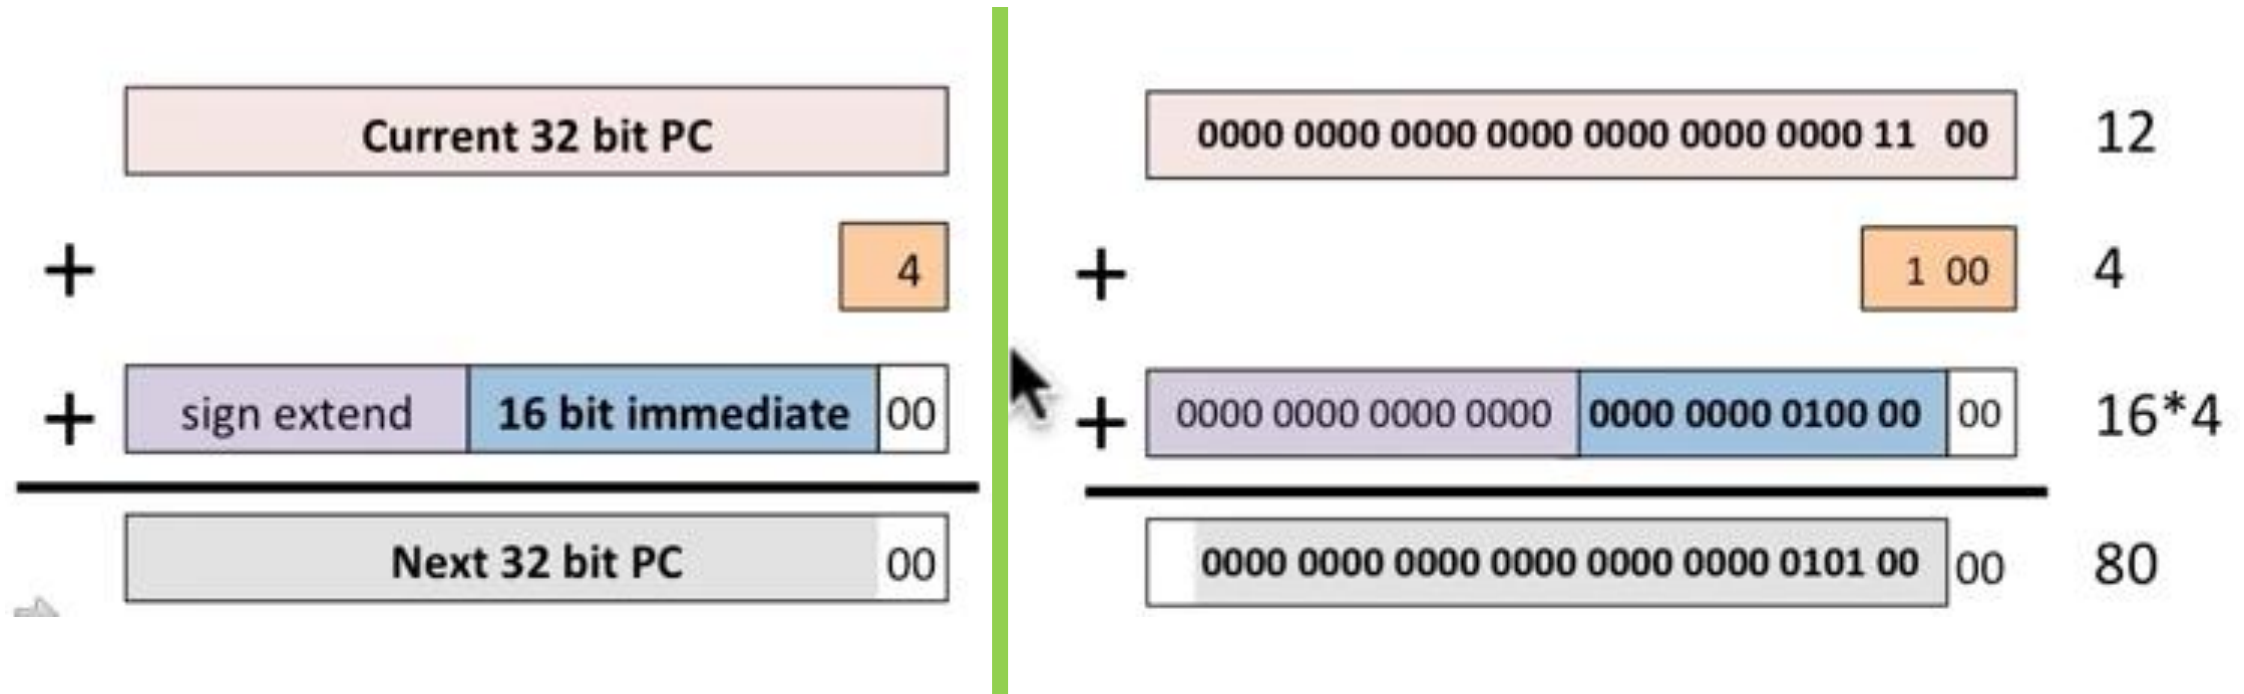 Current 32 bit PC
+ 4
+ sign extend 16 bit immediate 00
Next 32 bit PC 00
0000 0000 0000 0000 0000 0000 0000 11 00 12
+ 1 00 4
+ 0000 0000 0000 0000 0000 0000 0100 00 00 16*4
0000 0000 0000 0000 0000 0000 0101 00 00 80